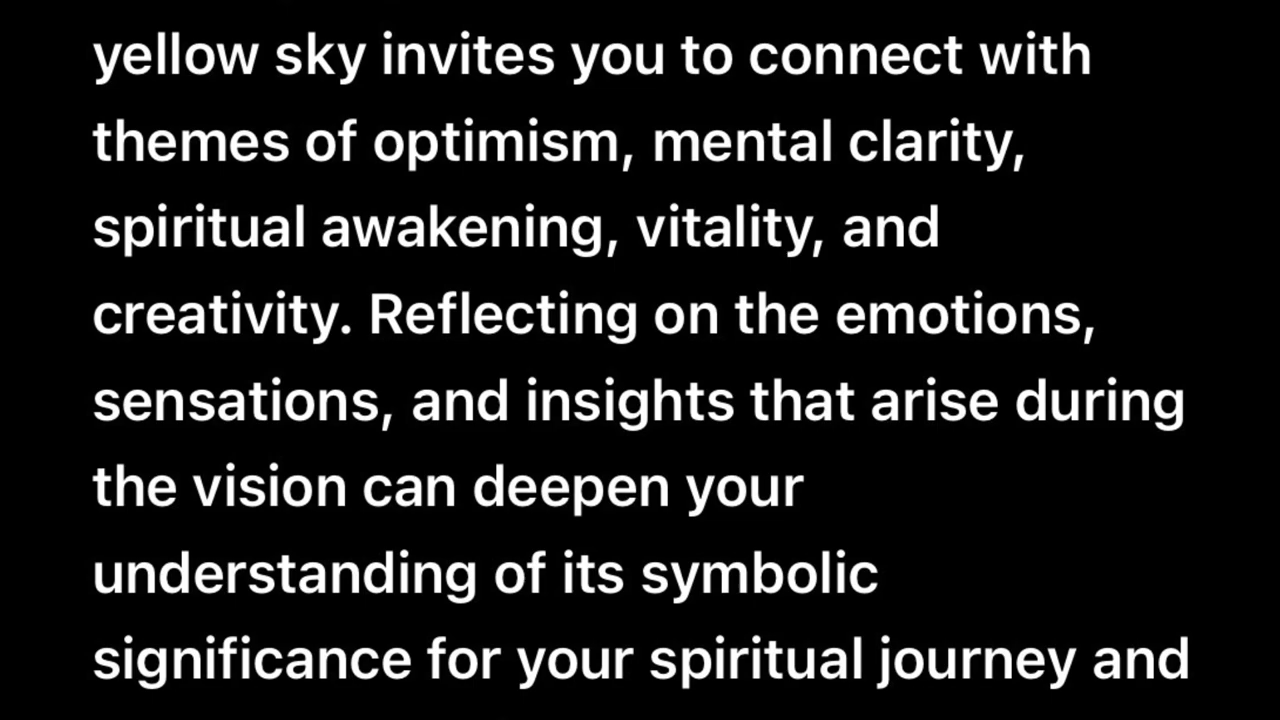 yellow sky invites you to connect with
themes of optimism, mental clarity,
spiritual awakening, vitality, and
creativity. Reflecting on the emotions,
sensations, and insights that arise during
the vision can deepen your
understanding of its symbolic
significance for your spiritual journey and